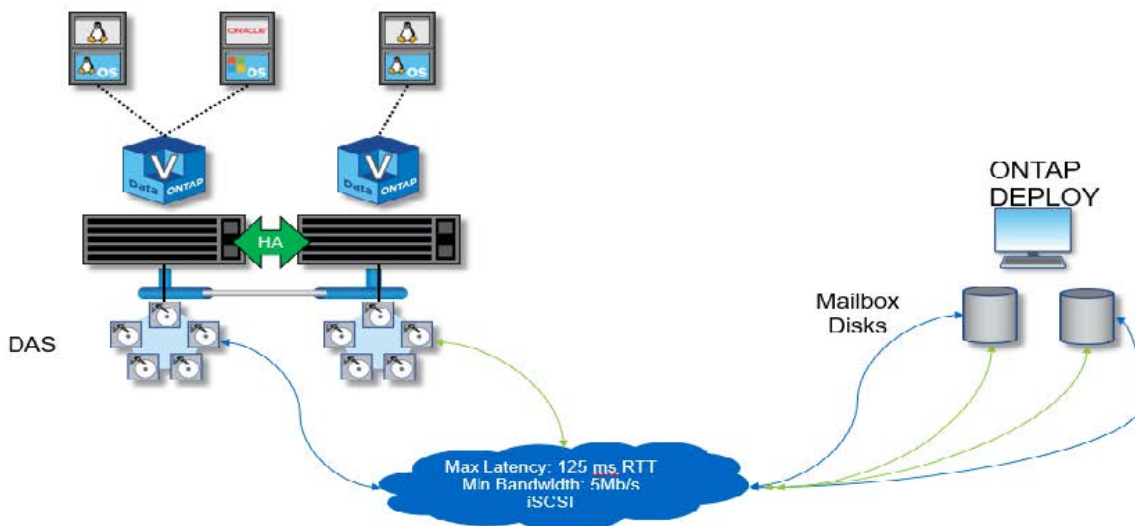 ORACLE
OS
OS
OS
V
Data ONTAP
V
Data ONTAP
ONTAP
DEPLOY
HA
Mailbox
Disks
DAS
Max Latency: 125 ms RTT
Min Bandwidth: 5Mb/s
iSCSI